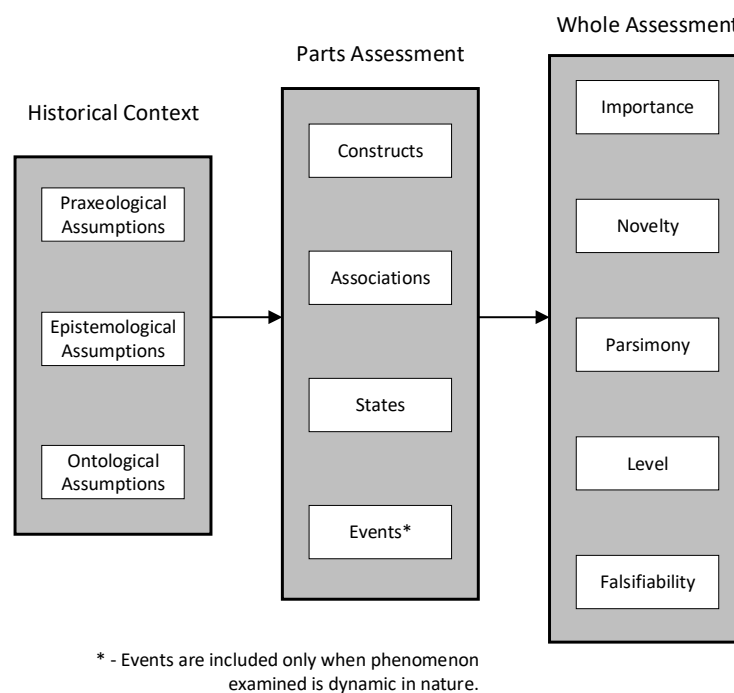 Historical Context
Praxeological
Assumptions
Epistemological
Assumptions
Ontological
Assumptions
Parts Assessment
Constructs
Associations
States
Events*
Whole Assessment
Importance
Novelty
Parsimony
Level
Falsifiability
* - Events are included only when phenomenon
examined is dynamic in nature.